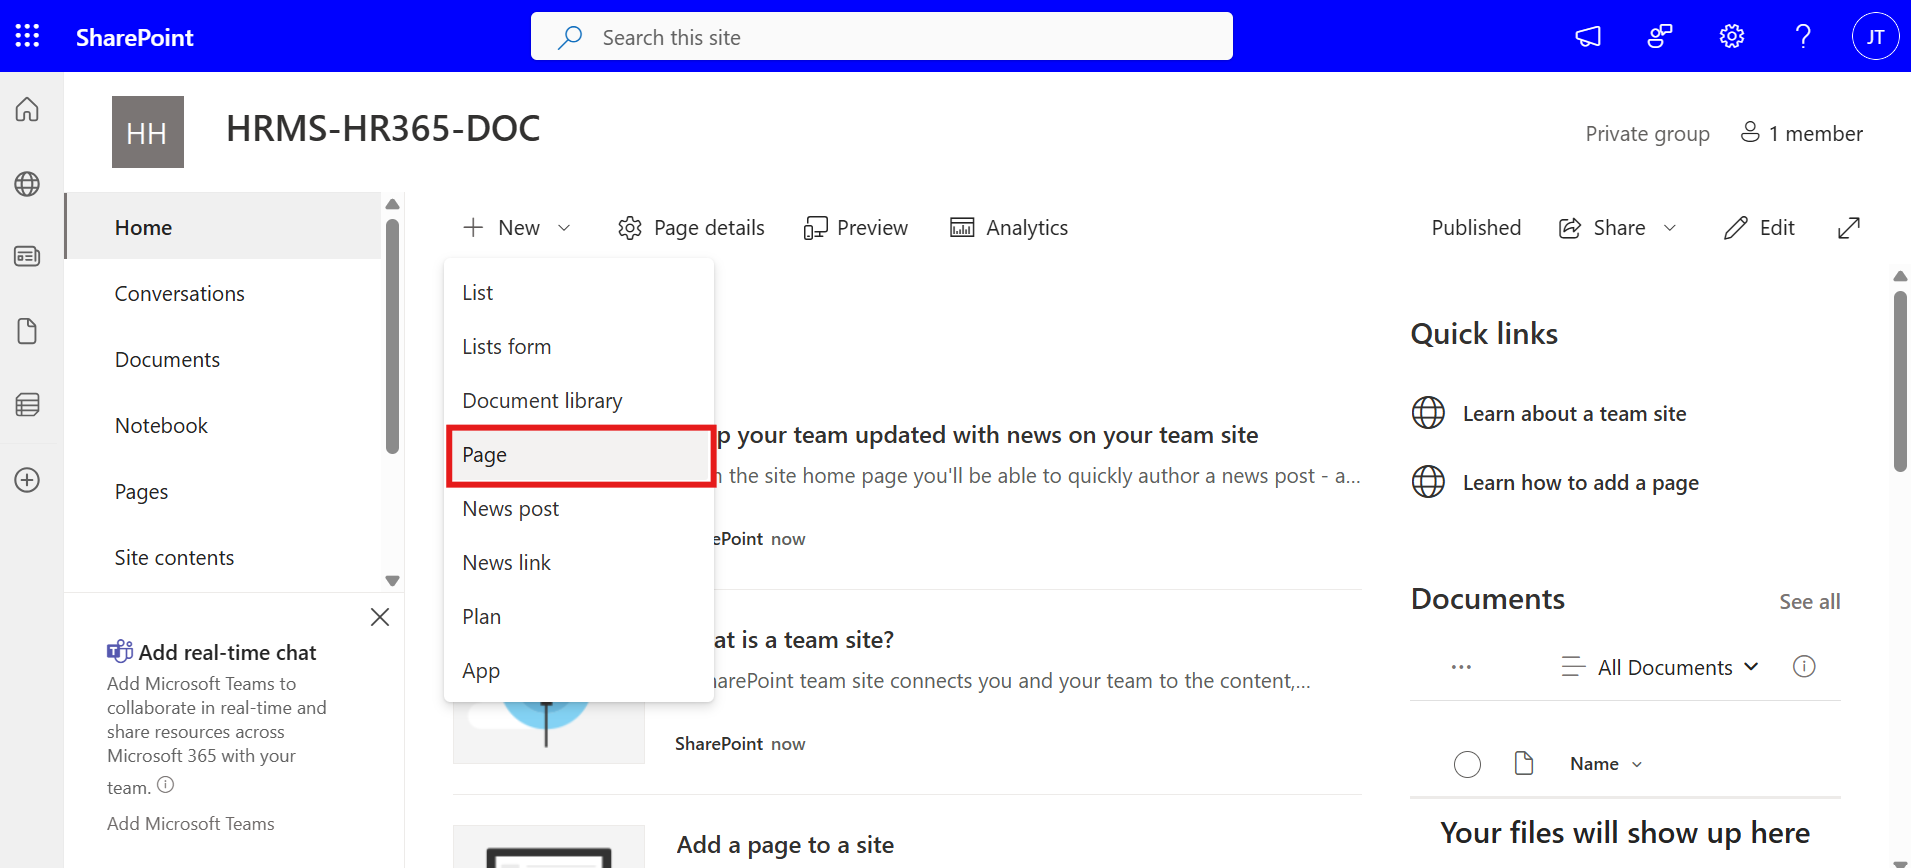 SharePoint
Search this site
JT
HH
HRMS-HR365-DOC
Private group
1 member
Home
Conversations
Documents
Notebook
Pages
Site contents
Add real-time chat
Add Microsoft Teams to
collaborate in real-time and
share resources across
Microsoft 365 with your
team.
Add Microsoft Teams
New
Page details
Preview
Analytics
Published
Share
Edit
List
Lists form
Document library
Page
News post
News link
Plan
App
p your team updated with news on your team site
the site home page you'll be able to quickly author a news post - a...
ePoint now
at is a team site?
arePoint team site connects you and your team to the content,...
SharePoint now
Add a page to a site
Quick links
Learn about a team site
Learn how to add a page
Documents
See all
All Documents
Name
Your files will show up here